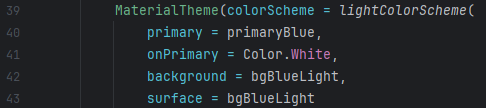 39 MaterialTheme(colorScheme = lightColorScheme(
40 primary = primaryBlue,
41 onPrimary = Color.White,
42 background = bgBlueLight,
43 surface = bgBlueLight